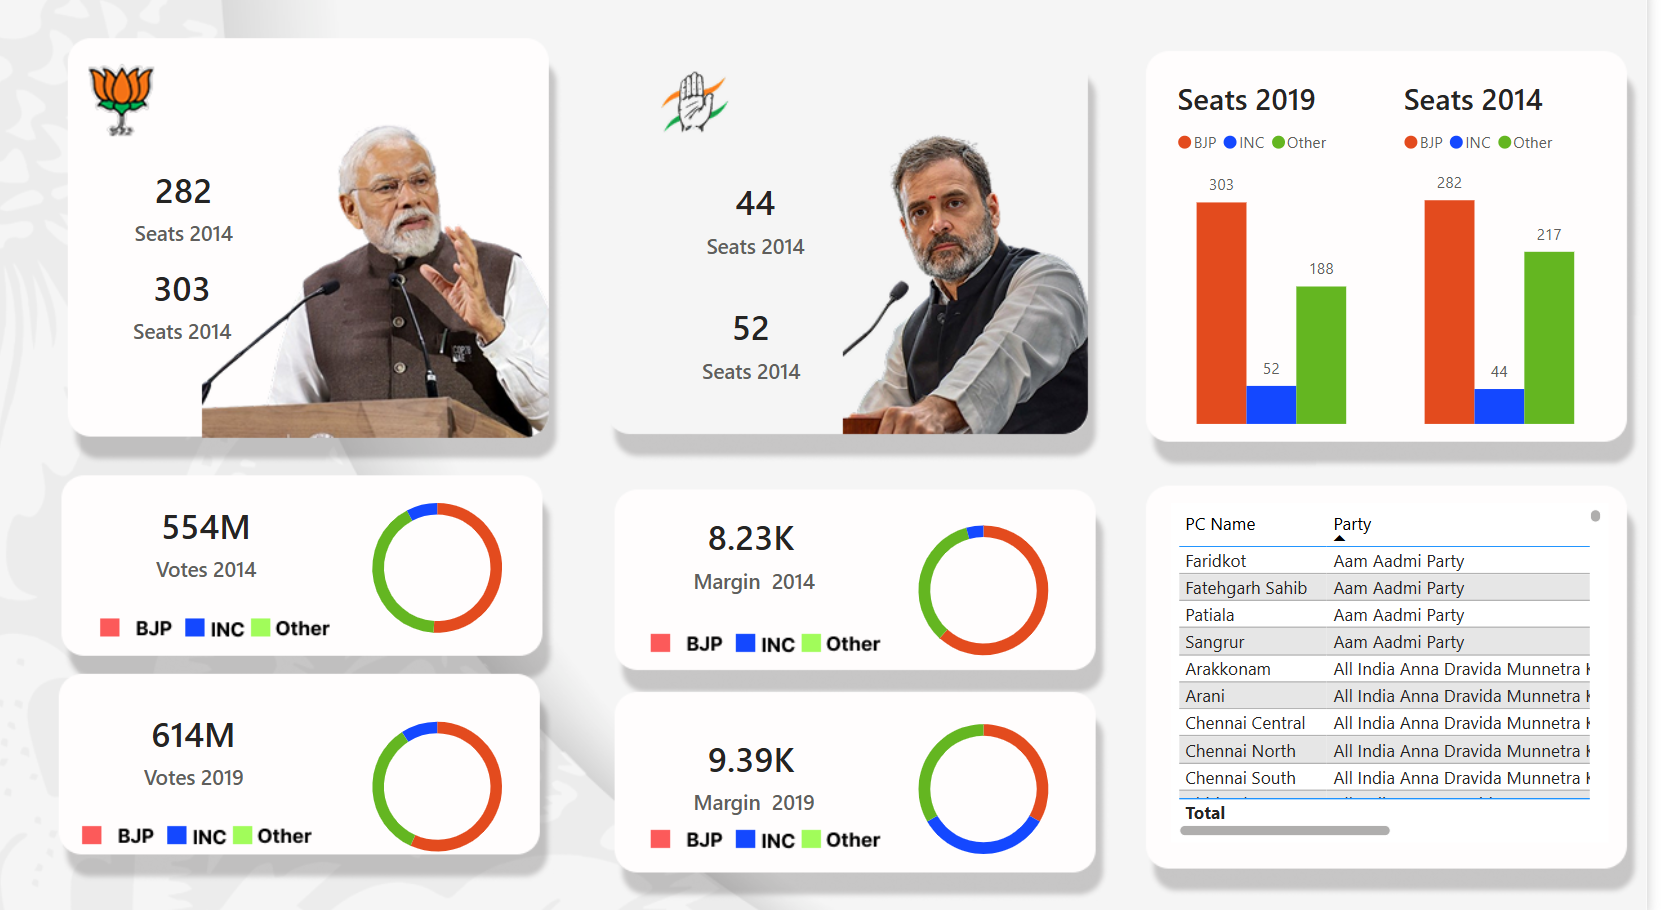 282
Seats 2014
303
Seats 2014
COP28
44
Seats 2014
52
Seats 2014
Seats 2019
BJP INC Other
303
52
188
Seats 2014
BJP INC Other
282
44
217
554M
Votes 2014
BJP INC Other
614M
Votes 2019
BJP INC Other
8.23K
Margin 2014
BJP INC Other
9.39K
Margin 2019
BJP INC Other
PC Name Party
Faridkot Aam Aadmi Party
Fatehgarh Sahib Aam Aadmi Party
Patiala Aam Aadmi Party
Sangrur Aam Aadmi Party
Arakkonam All India Anna Dravida Munnetra
Arani All India Anna Dravida Munnetra
Chennai Central All India Anna Dravida Munnetra
Chennai North All India Anna Dravida Munnetra
Chennai South All India Anna Dravida Munnetra
Total